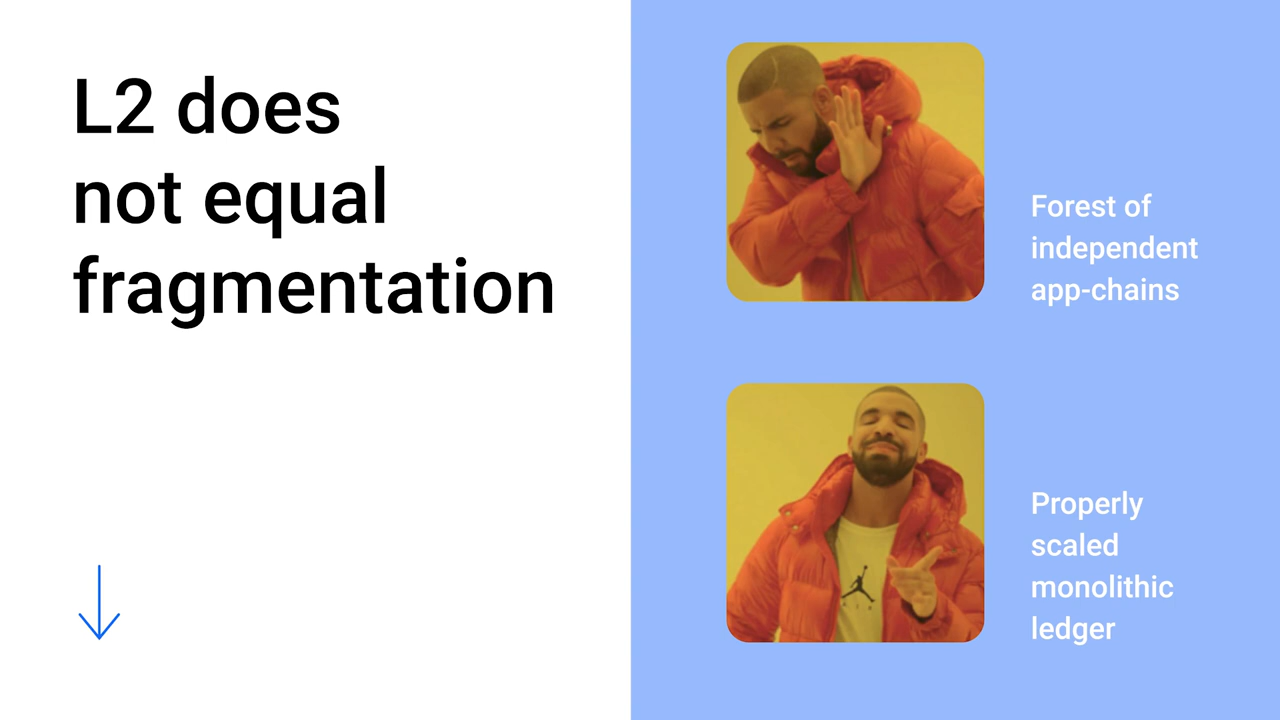 L2 does
not equal
fragmentation
Forest of
independent
app-chains
Properly
scaled
monolithic
ledger